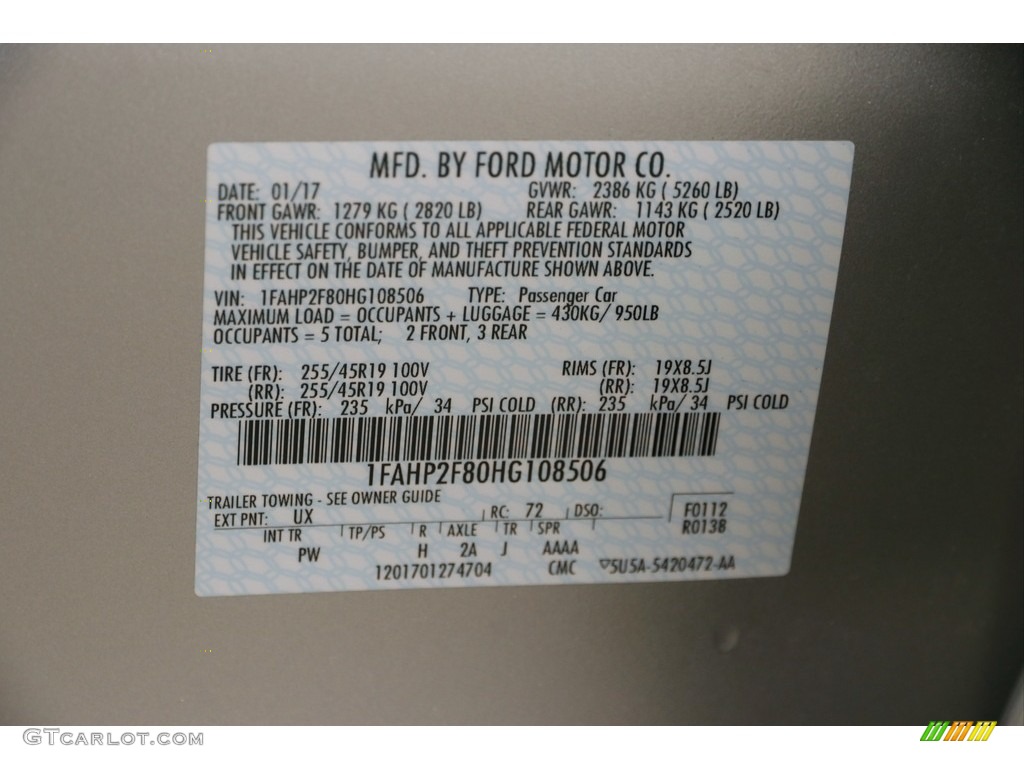 MFD. BY FORD MOTOR CO.
DATE: 01/17 GVWR: 2386 KG ( 5260 LB)
FRONT GAWR: 1279 KG ( 2820 LB) REAR GAWR: 1143 KG ( 2520 LB)
THIS VEHICLE CONFORMS TO ALL APPLICABLE FEDERAL MOTOR
VEHICLE SAFETY, BUMPER, AND THEFT PREVENTION STANDARDS
IN EFFECT ON THE DATE OF MANUFACTURE SHOWN ABOVE.
VIN: 1FAHP2F80HG108506 TYPE: Passenger Car
MAXIMUM LOAD = OCCUPANTS + LUGGAGE = 430KG/ 950LB
OCCUPANTS = 5 TOTAL; 2 FRONT, 3 REAR
TIRE (FR): 255/45R19 100V RIMS (FR): 19X8.5J
(RR): 255/45R19 100V (RR): 19X8.5J
PRESSURE (FR): 235 kPa/ 34 PSI COLD (RR): 235 kPa/ 34 PSI COLD
1FAHP2F80HG108506
TRAILER TOWING - SEE OWNER GUIDE
EXT PNT: UX RC: 72 DSO: F0112
INT TR TP/PS R AXLE TR SPR R0138
PW H 2A J AAAA
1201701274704 CMC ▽5U5A-5420472-AA
GTCARLOT.COM